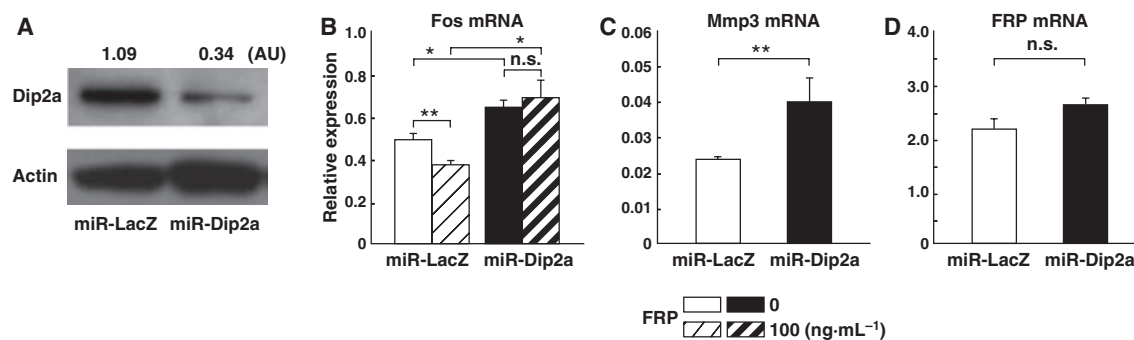 A
1.09 0.34 (AU)
Dip2a
Actin
miR-LacZ miR-Dip2a
B
Fos mRNA
Relative expression
1.0
0.8
0.6
0.4
0.2
0
*
*
n.s.
**
miR-LacZ miR-Dip2a
C
Mmp3 mRNA
0.06
0.05
0.04
0.03
0.02
0.01
0
**
miR-LacZ miR-Dip2a
D
FRP mRNA
4.0
3.0
2.0
1.0
0
n.s.
miR-LacZ miR-Dip2a
FRP
0
100 (ng·mL⁻¹)